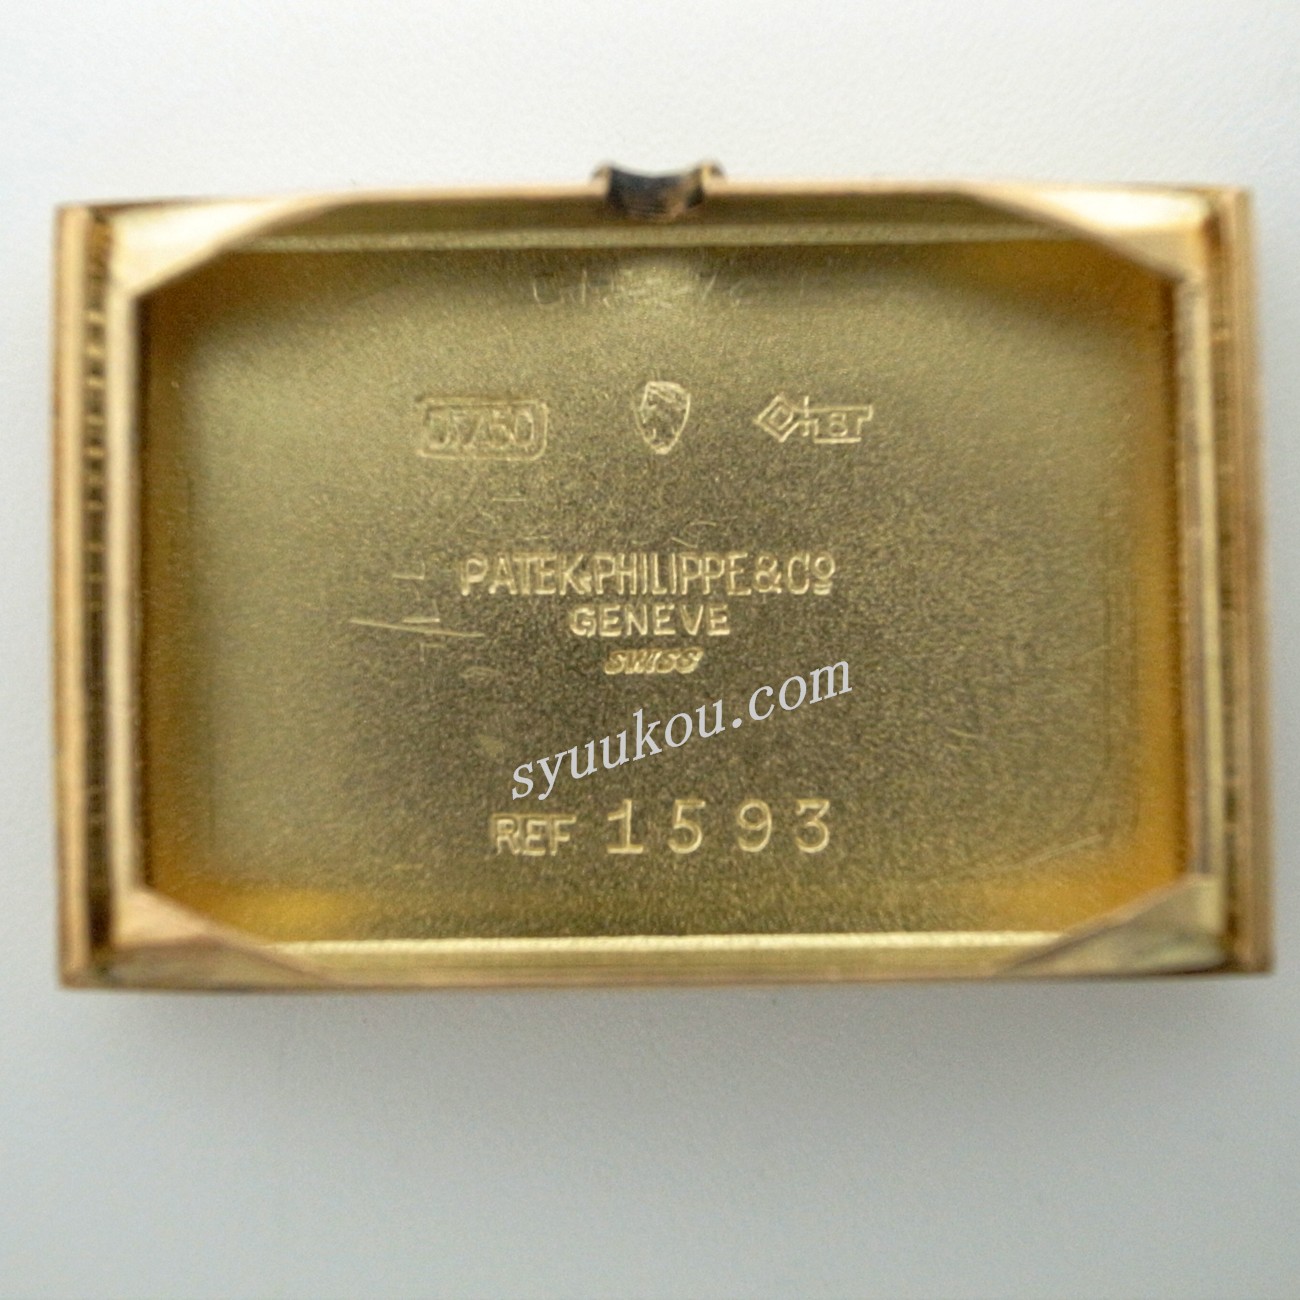 0,750
PATEK, PHILIPPE & Cº
GENEVE
SWISS
syuukou.com
REF 1593